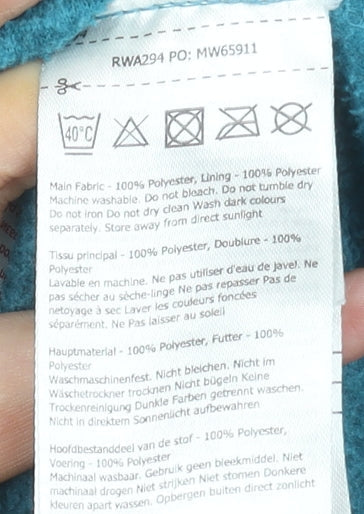 RWA294 PO: MW65911
40°C
Main Fabric - 100% Polyester, Lining - 100% Polyester
Machine washable. Do not bleach. Do not tumble dry
Do not iron Do not dry clean Wash dark colours
separately. Store away from direct sunlight
Tissu principal - 100% Polyester, Doublure - 100%
Polyester
Lavable en machine. Ne pas utiliser d'eau de javel. Ne
pas sécher au sèche-linge Ne pas repasser Pas de
netoyage à sec Laver les couleurs foncées
séparément. Ne Pas laisser au soleil
Hauptmaterial - 100% Polyester, Futter - 100%
Polyester
Waschmaschinenfest. Nicht bleichen. Nicht im
Wäschetrockner trocknen Nicht bügeln Keine
Trockenreinigung Dunkle Farben getrennt waschen.
Nicht in direktem Sonnenlicht aufbewahren
Hoofdbestanddeel van de stof - 100% Polyester,
Voering - 100% Polyester
Machinaal wasbaar. Gebruik geen bleekmiddel. Niet
machinaal drogen Niet strijken Niet stomen Donkere
kleuren apart wassen. Opbergen buiten direct zonlicht